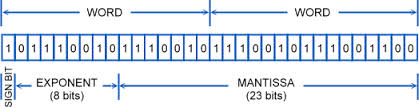 WORD WORD
1 0 1 1 1 0 0 1 0 1 1 1 0 0 1 0 1 1 1 0 0 1 0 1 1 1 0 0 1 1 0 0
SIGN BIT
EXPONENT MANTISSA
(8 bits) (23 bits)